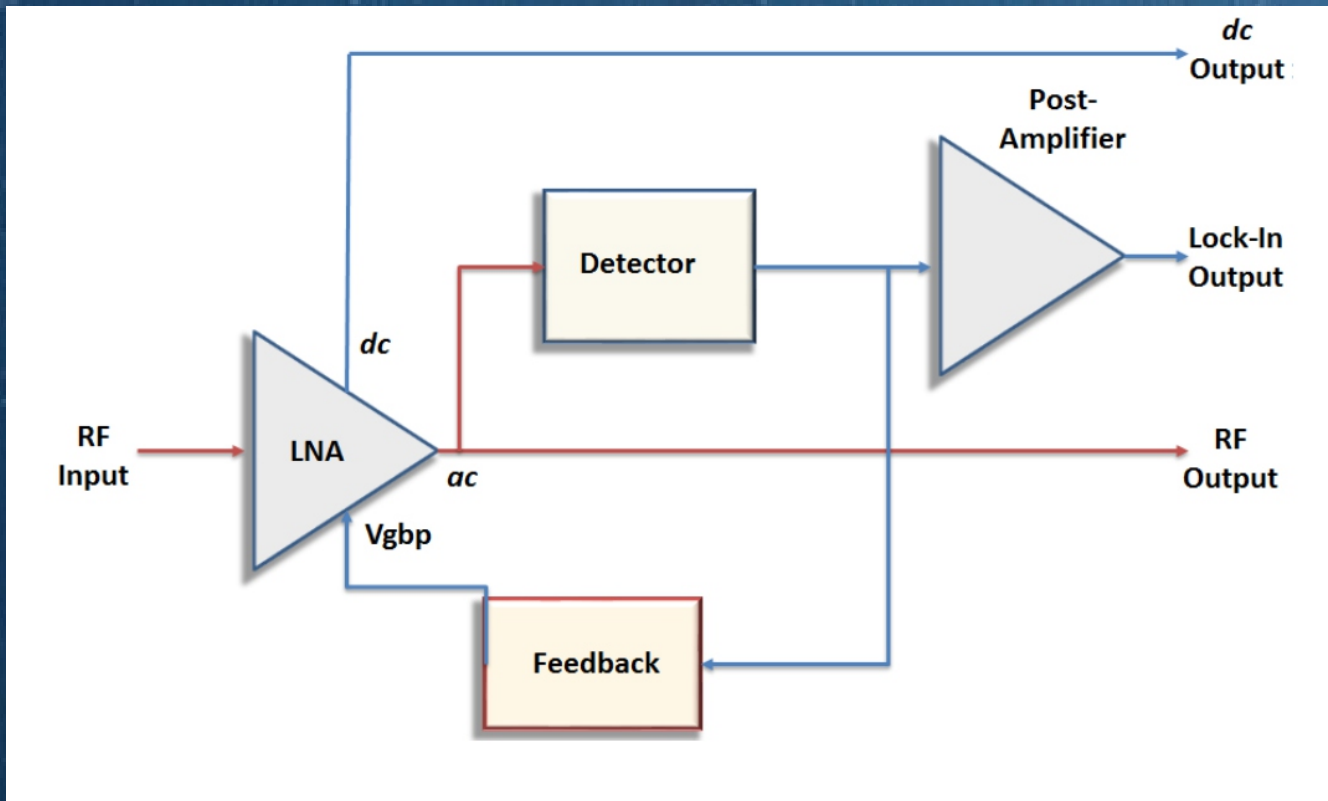 dc
Output
Post-
Amplifier
Detector
Lock-In
Output
dc
RF
Input
LNA
ac
RF
Output
Vgbp
Feedback